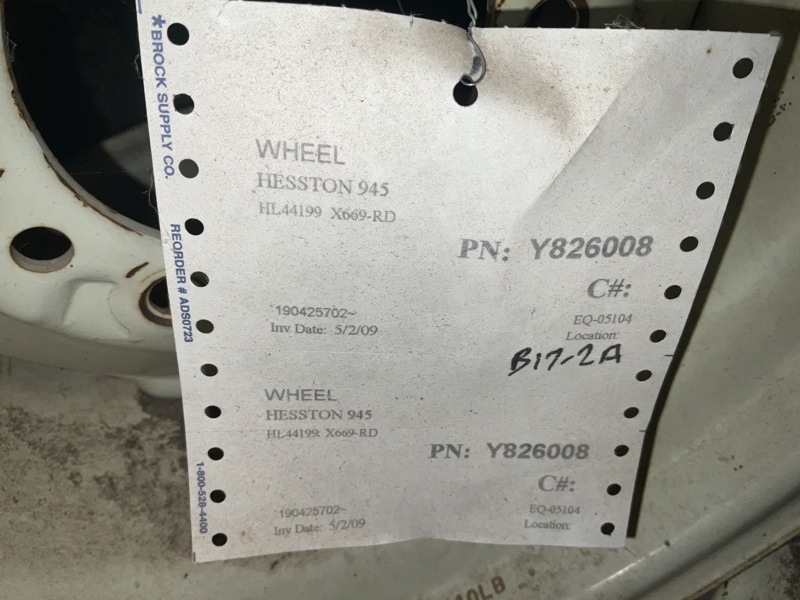 *BROCK SUPPLY CO.
REORDER # ADS0723
1-800-528-4400
WHEEL
HESSTON 945
HL44199 X669-RD
PN: Y826008
C#:
190425702~
Inv. Date: 5/2/09
EQ-05104
Location:
B17-2A
WHEEL
HESSTON 945
HL44199 X669-RD
PN: Y826008
C#:
190425702~
Inv Date: 5/2/09
EQ-05104
Location: